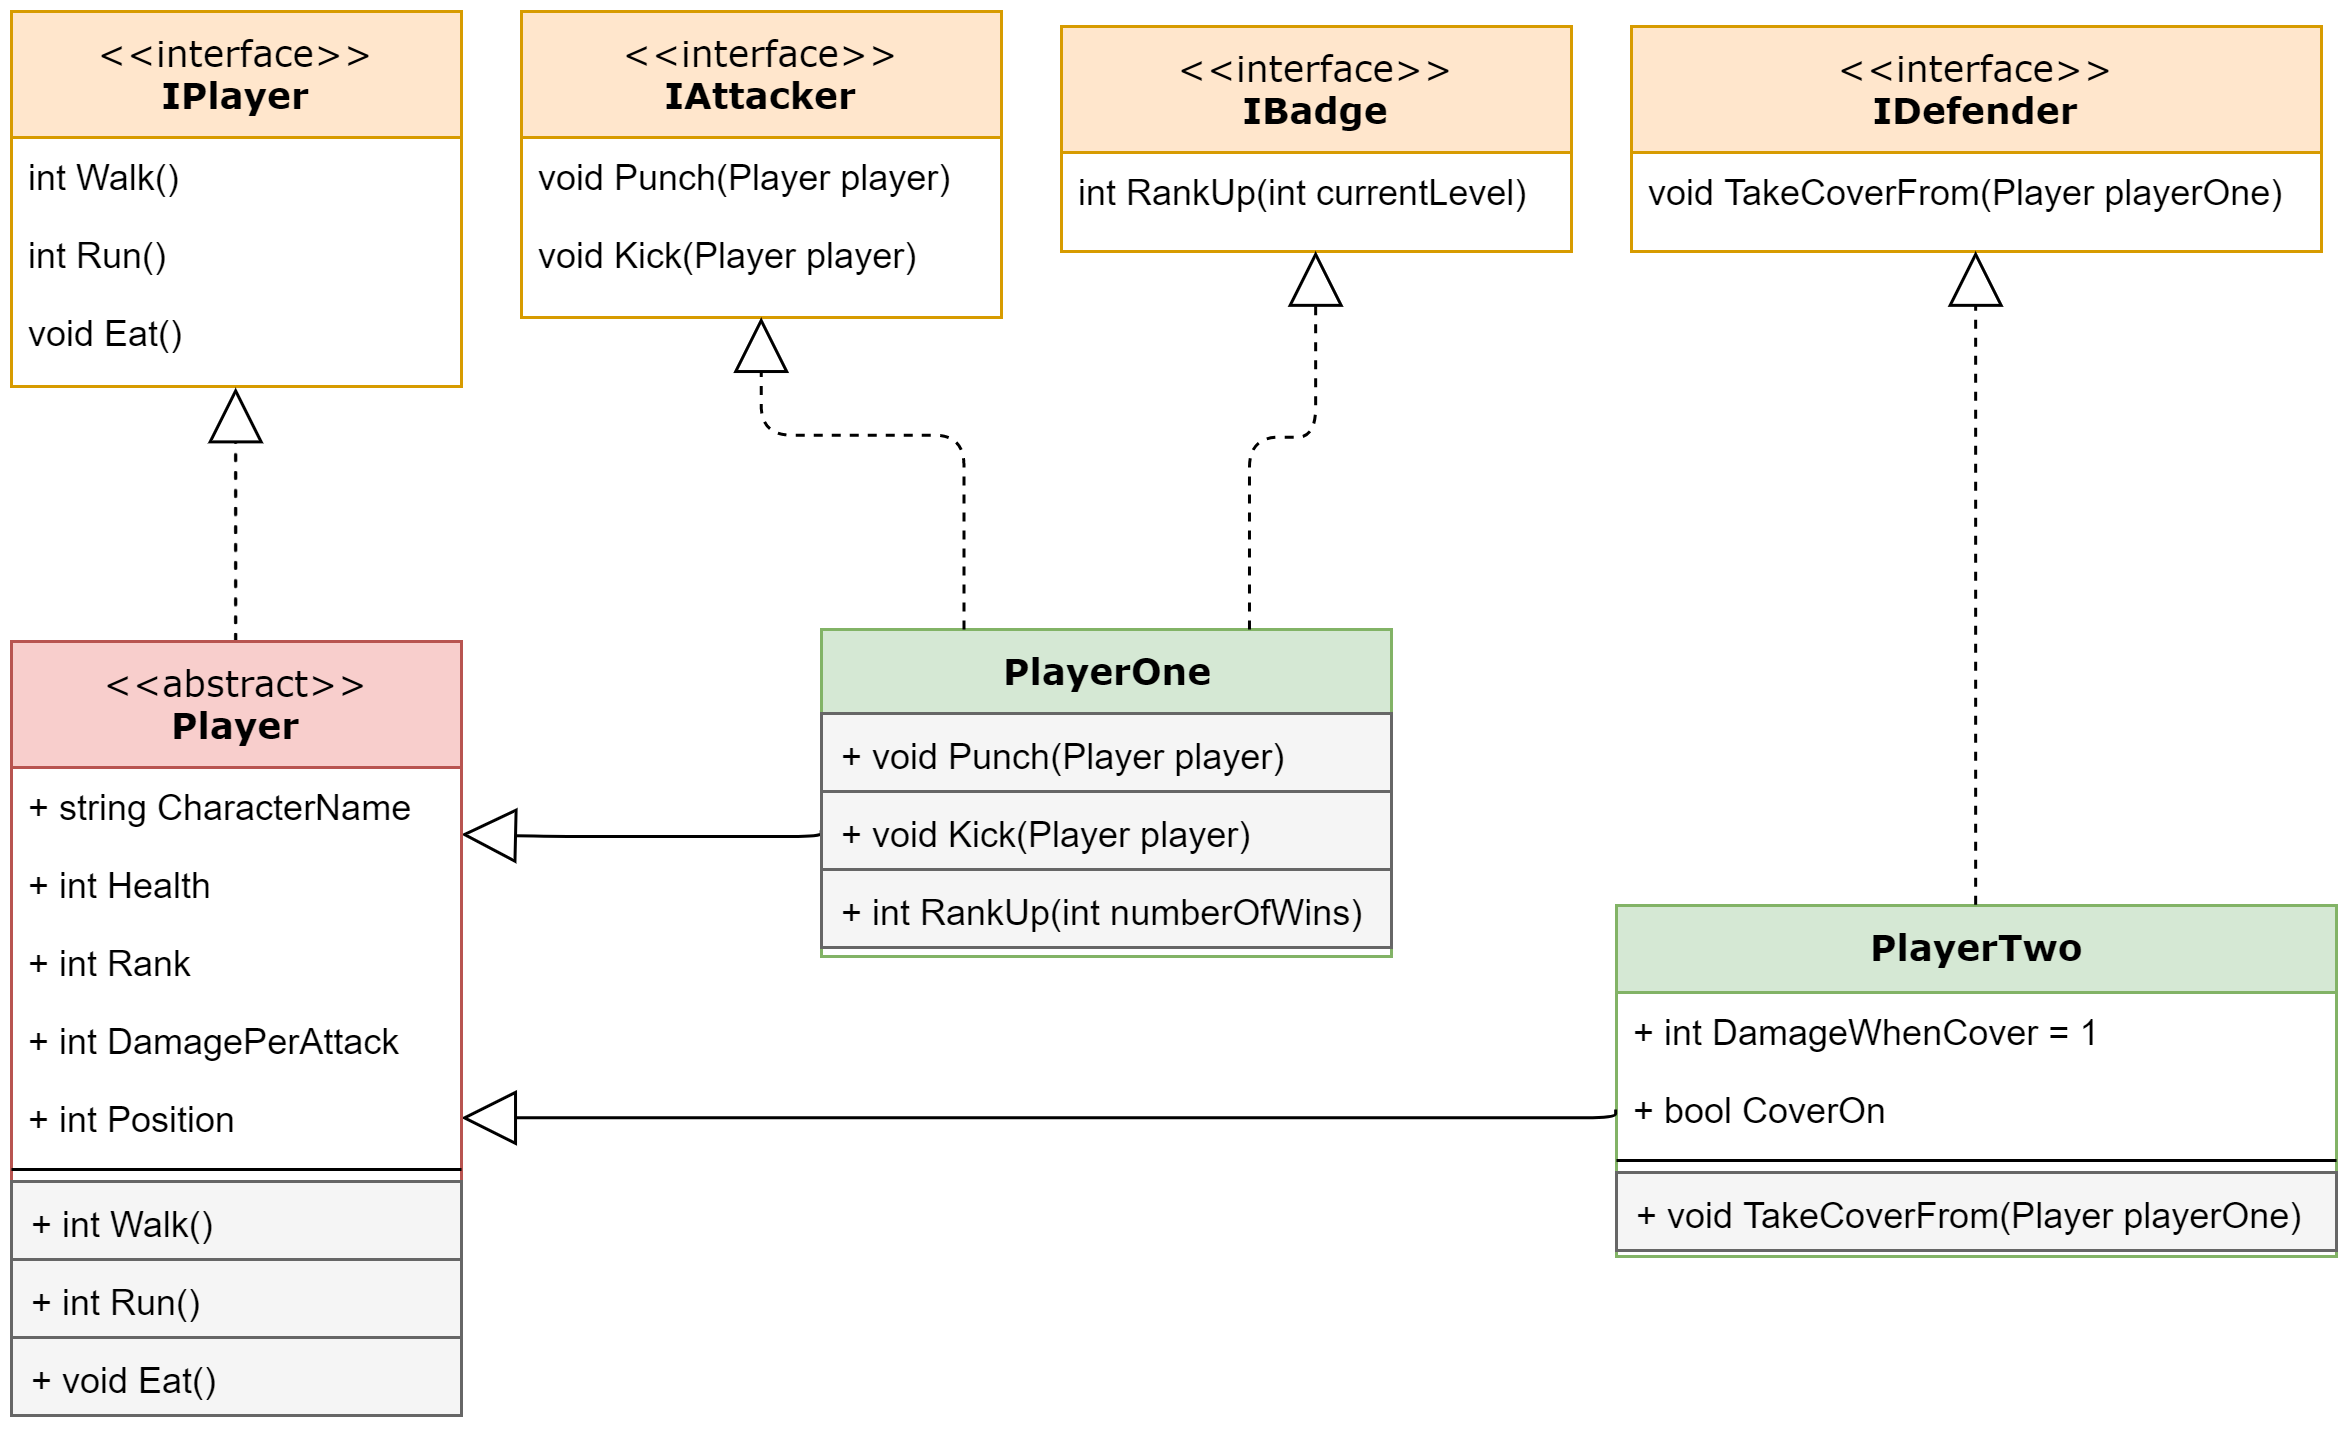 <<interface>>
IPlayer
int Walk()
int Run()
void Eat()
<<interface>>
IAttacker
void Punch(Player player)
void Kick(Player player)
<<interface>>
IBadge
int RankUp(int currentLevel)
<<interface>>
IDefender
void TakeCoverFrom(Player playerOne)
<<abstract>>
Player
+ string CharacterName
+ int Health
+ int Rank
+ int DamagePerAttack
+ int Position
+ int Walk()
+ int Run()
+ void Eat()
PlayerOne
+ void Punch(Player player)
+ void Kick(Player player)
+ int RankUp(int numberOfWins)
PlayerTwo
+ int DamageWhenCover = 1
+ bool CoverOn
+ void TakeCoverFrom(Player playerOne)